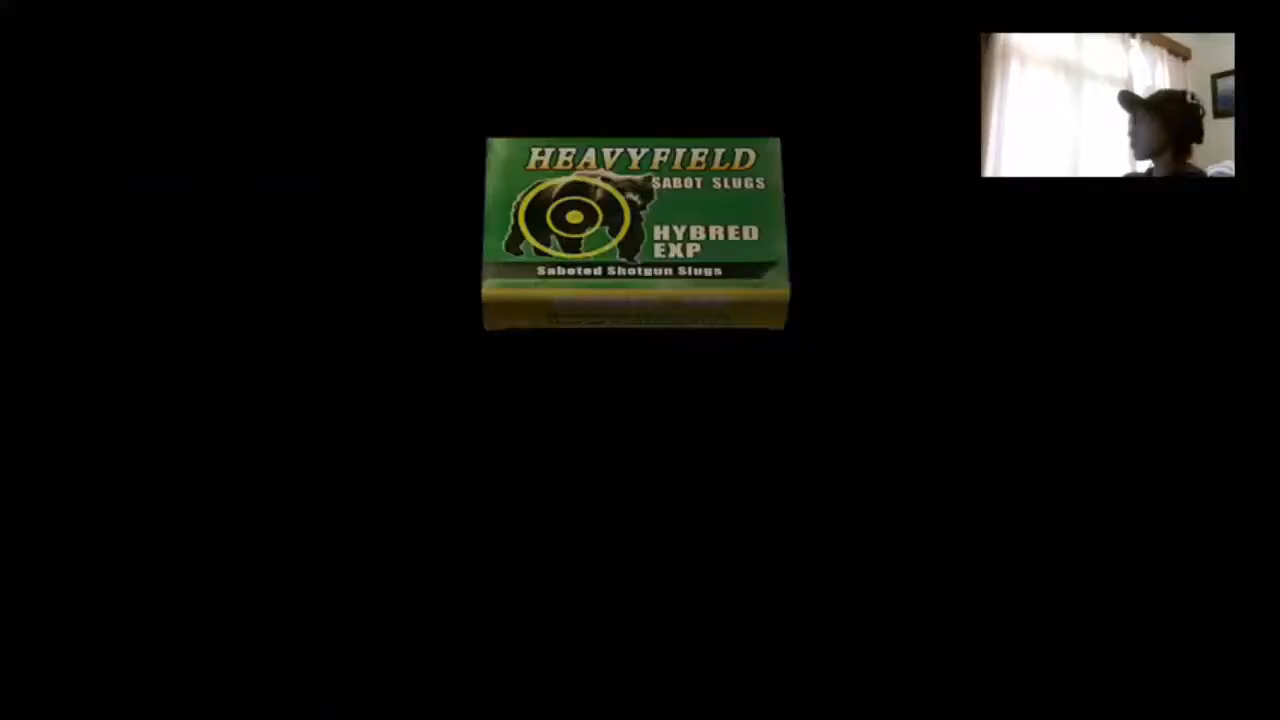 HEAVYFIELD
SABOT SLUGS
HYBRED
EXP
Saboted Shotgun Slugs